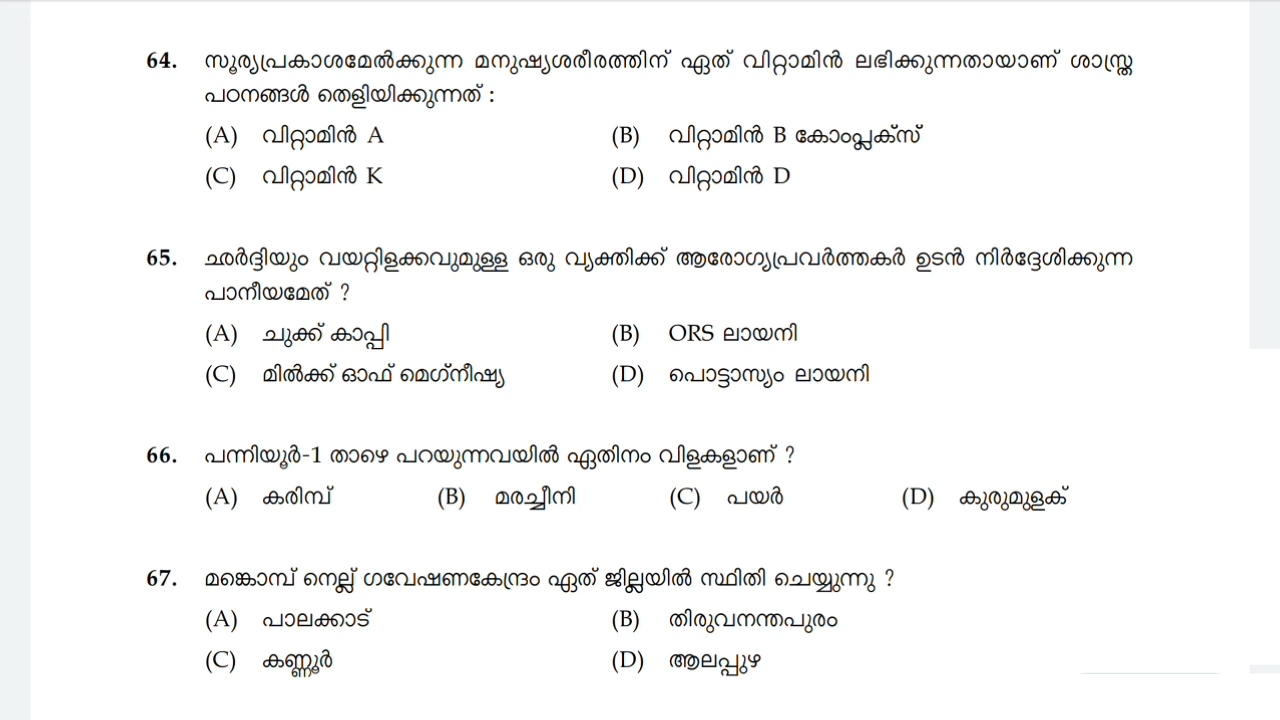 64. സൂര്യപ്രകാശമേൽക്കുന്ന മനുഷ്യശരീരത്തിന് ഏത് വിറ്റാമിൻ ലഭിക്കുന്നതായാണ് ശാസ്ത്ര
പഠനങ്ങൾ തെളിയിക്കുന്നത് :
(A) വിറ്റാമിൻ A (B) വിറ്റാമിൻ B കോംപ്ലക്സ്
(C) വിറ്റാമിൻ K (D) വിറ്റാമിൻ D
65. ഛർദ്ദിയും വയറ്റിളക്കവുമുള്ള ഒരു വ്യക്തിക്ക് ആരോഗ്യപ്രവർത്തകർ ഉടൻ നിർദ്ദേശിക്കുന്ന
പാനീയമേത് ?
(A) ചുക്ക് കാപ്പി (B) ORS ലായനി
(C) മിൽക്ക് ഓഫ് മെഗ്നീഷ്യ (D) പൊട്ടാസ്യം ലായനി
66. പന്നിയൂർ-1 താഴെ പറയുന്നവയിൽ ഏതിനം വിളകളാണ് ?
(A) കരിമ്പ് (B) മരച്ചീനി (C) പയർ (D) കുരുമുളക്
67. മങ്കൊമ്പ് നെല്ല് ഗവേഷണകേന്ദ്രം ഏത് ജില്ലയിൽ സ്ഥിതി ചെയ്യുന്നു ?
(A) പാലക്കാട് (B) തിരുവനന്തപുരം
(C) കണ്ണൂർ (D) ആലപ്പുഴ